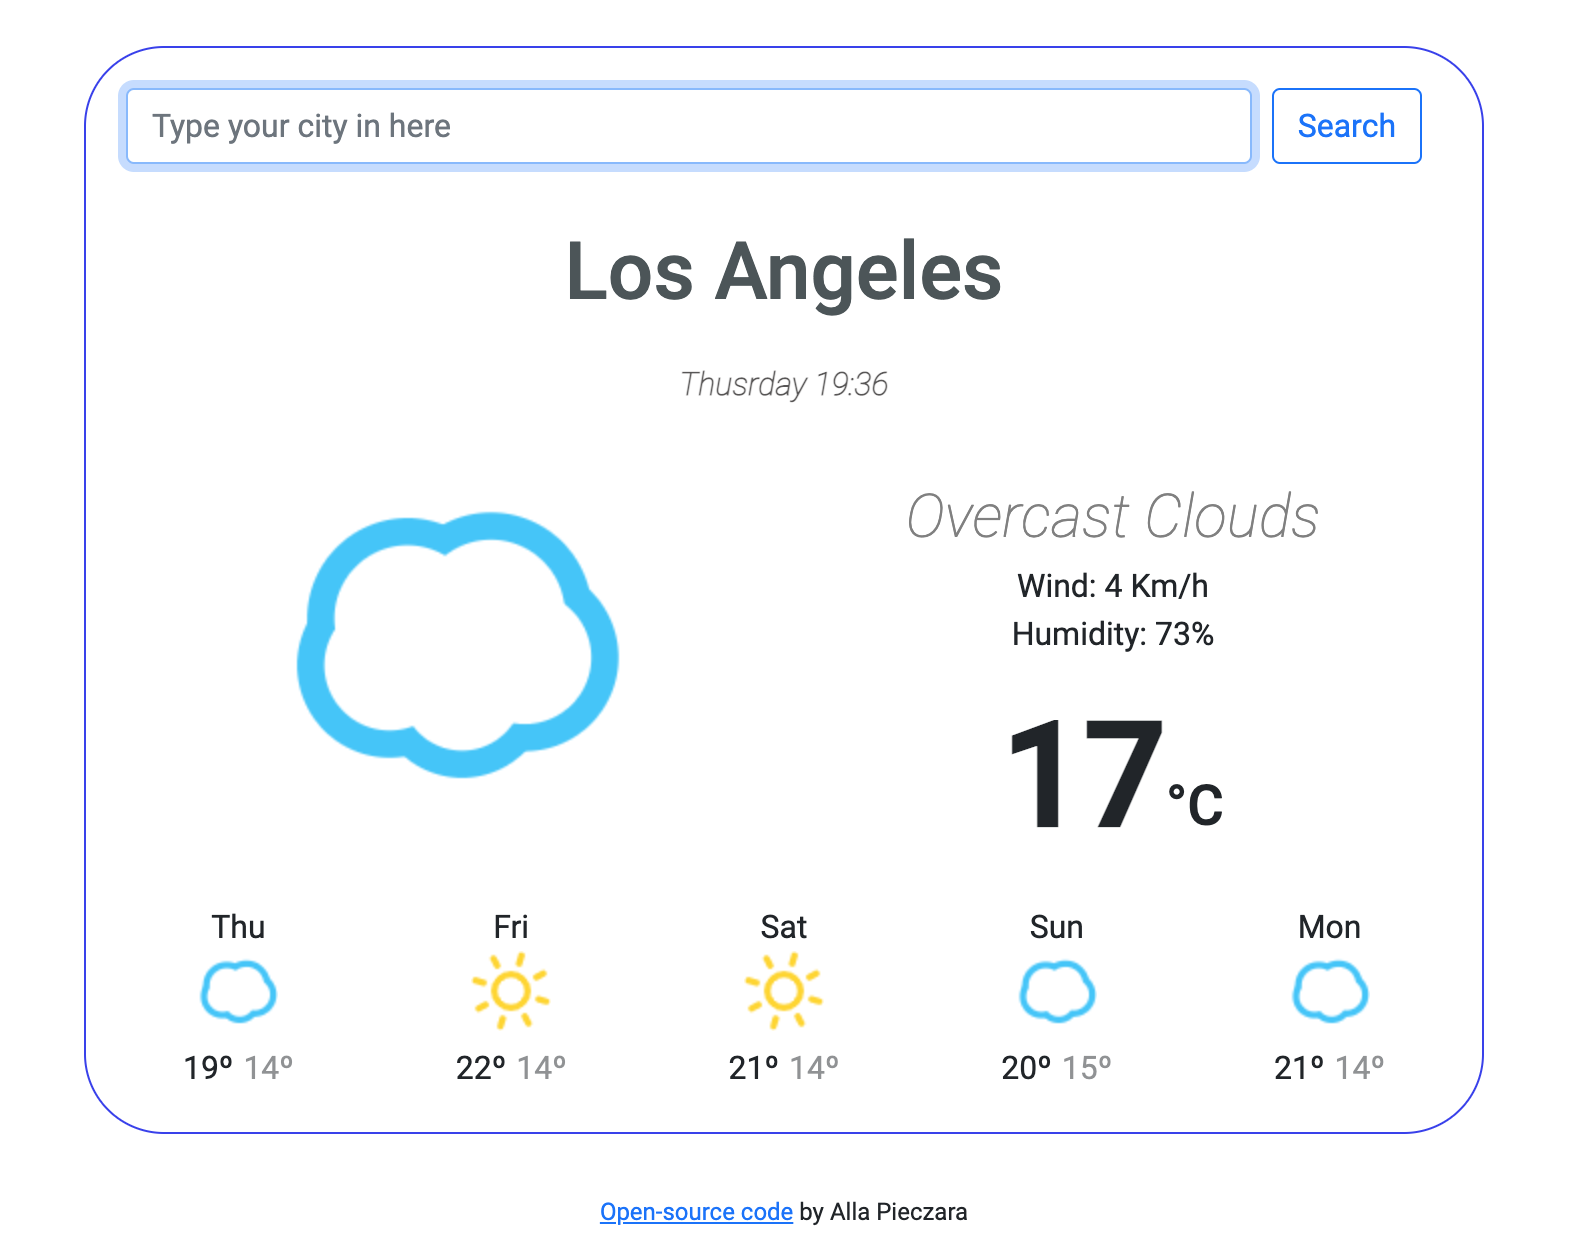 Type your city in here
Search
Los Angeles
Thusrday 19:36
Overcast Clouds
Wind: 4 Km/h
Humidity: 73%
17°C
Thu Fri Sat Sun Mon
19º 14º 22º 14º 21º 14º 20º 15º 21º 14º
Open-source code by Alla Pieczara